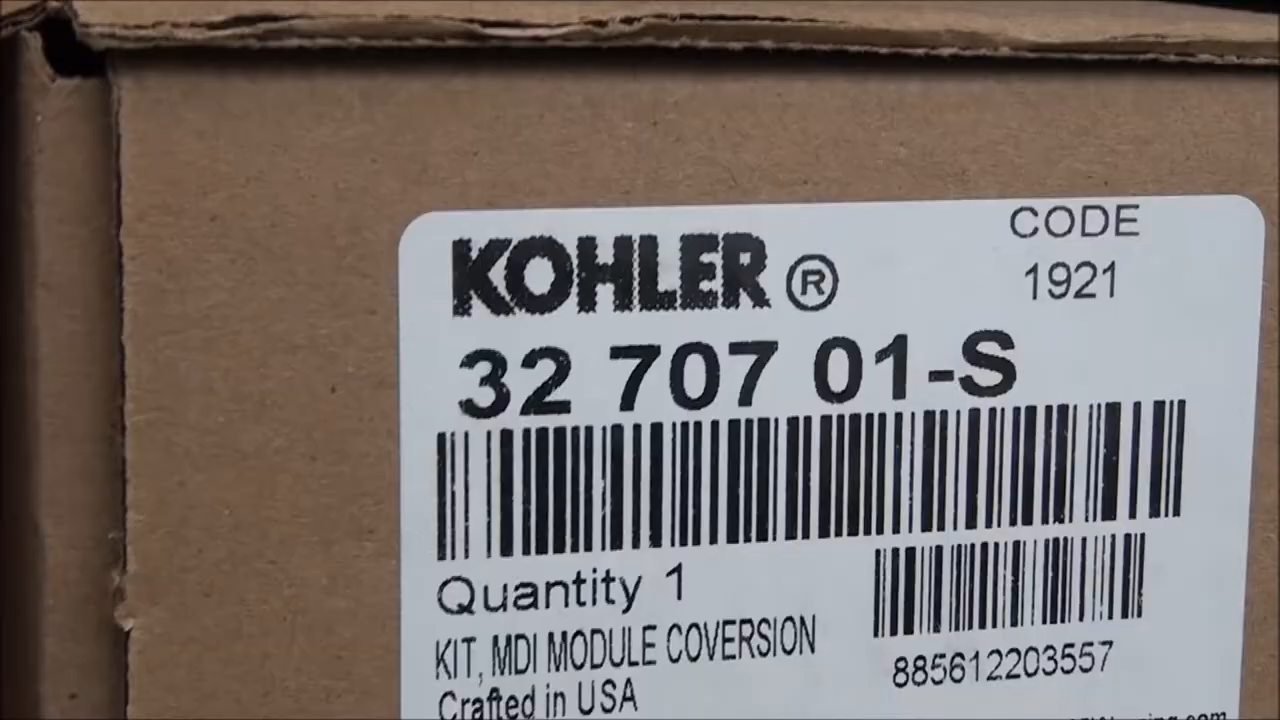 KOHLER®
CODE
1921
32 707 01-S
Quantity 1
885612203557
KIT, MDI MODULE COVERSION
Crafted in USA